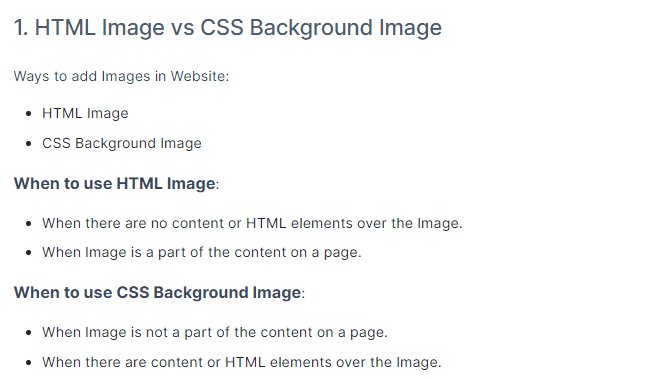 1. HTML Image vs CSS Background Image
Ways to add Images in Website:
• HTML Image
• CSS Background Image
When to use HTML Image:
• When there are no content or HTML elements over the Image.
• When Image is a part of the content on a page.
When to use CSS Background Image:
• When Image is not a part of the content on a page.
• When there are content or HTML elements over the Image.